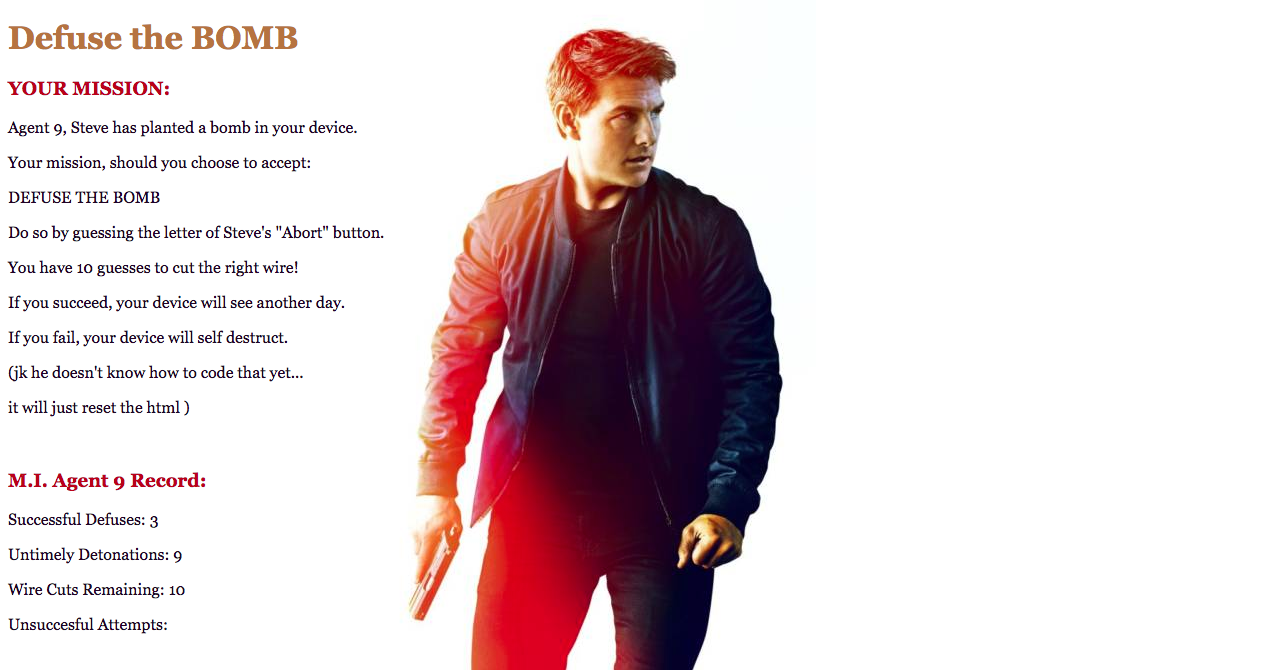 Defuse the BOMB
YOUR MISSION:
Agent 9, Steve has planted a bomb in your device.
Your mission, should you choose to accept:
DEFUSE THE BOMB
Do so by guessing the letter of Steve's "Abort" button.
You have 10 guesses to cut the right wire!
If you succeed, your device will see another day.
If you fail, your device will self destruct.
(jk he doesn't know how to code that yet...
it will just reset the html )
M.I. Agent 9 Record:
Successful Defuses: 3
Untimely Detonations: 9
Wire Cuts Remaining: 10
Unsuccesful Attempts: